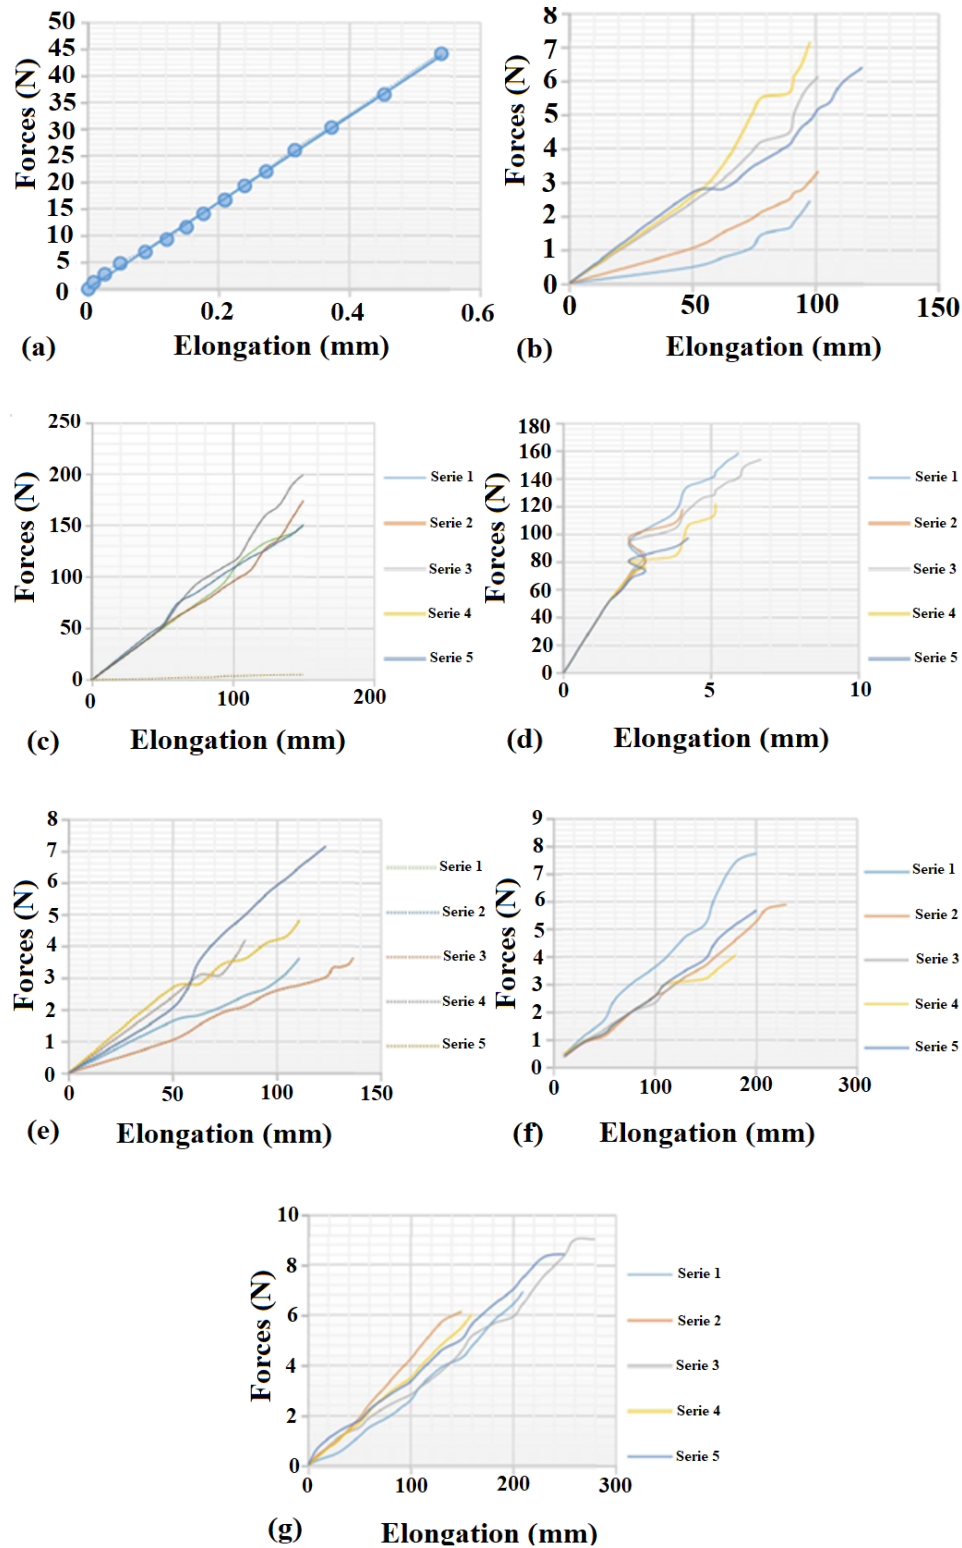 50
45
40
35
30
25
20
15
10
5
0
Forces (N)
0
0.2
0.4
0.6
Elongation (mm)
(a)
8
7
6
5
4
3
2
1
0
Forces (N)
0
50
100
150
Elongation (mm)
(b)
250
200
150
100
50
0
Forces (N)
0
100
200
Elongation (mm)
(c)
Serie 1
Serie 2
Serie 3
Serie 4
Serie 5
180
160
140
120
100
80
60
40
20
0
Forces (N)
0
5
10
Elongation (mm)
(d)
Serie 1
Serie 2
Serie 3
Serie 4
Serie 5
8
7
6
5
4
3
2
1
0
Forces (N)
0
50
100
150
Elongation (mm)
(e)
Serie 1
Serie 2
Serie 3
Serie 4
Serie 5
9
8
7
6
5
4
3
2
1
0
Forces (N)
0
100
200
300
Elongation (mm)
(f)
Serie 1
Serie 2
Serie 3
Serie 4
Serie 5
10
8
6
4
2
0
Forces (N)
0
100
200
300
Elongation (mm)
(g)
Serie 1
Serie 2
Serie 3
Serie 4
Serie 5